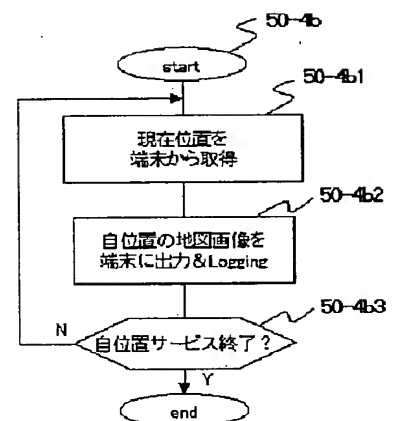 50-4b
start
50-4b1
現在位置を
端末から取得
50-4b2
自位置の地図画像を
端末に出力&Logging
50-4b3
N
自位置サービス終了？
Y
end